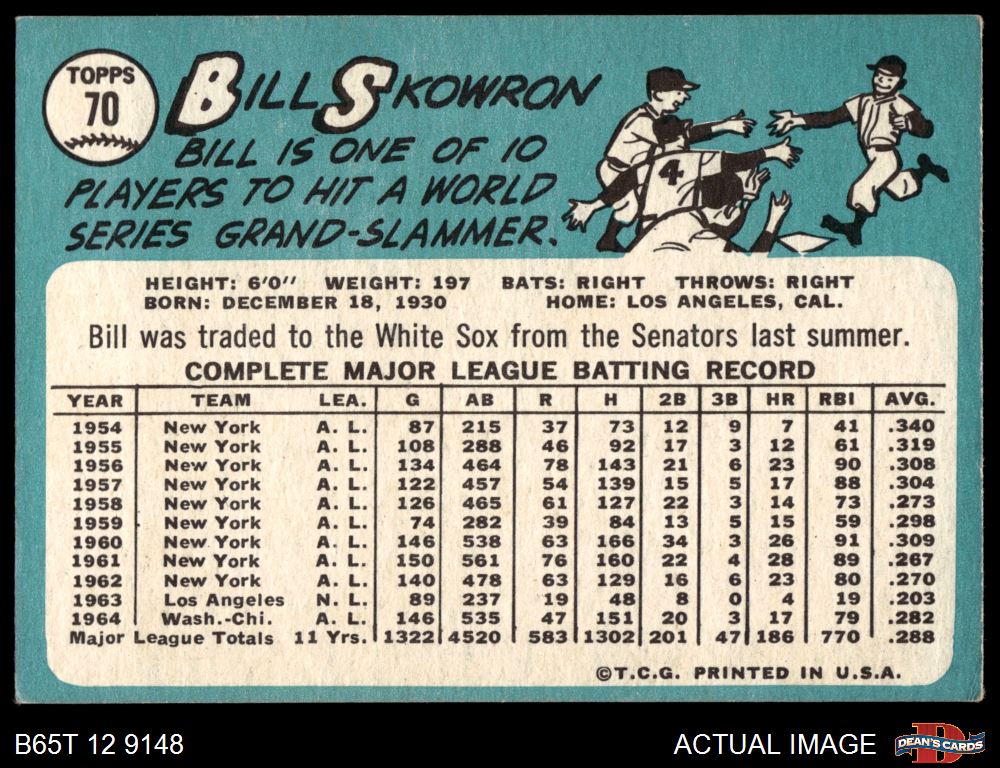 TOPPS
70
BILL SKOWRON
BILL IS ONE OF 10
PLAYERS TO HIT A WORLD
SERIES GRAND-SLAMMER.
4
HEIGHT: 6'0" WEIGHT: 197 BATS: RIGHT THROWS: RIGHT
BORN: DECEMBER 18, 1930 HOME: LOS ANGELES, CAL.
Bill was traded to the White Sox from the Senators last summer.
COMPLETE MAJOR LEAGUE BATTING RECORD
YEAR TEAM LEA. G AB R H 2B 3B HR RBI AVG.
1954 New York A. L. 87 215 37 73 12 9 7 41 .340
1955 New York A. L. 108 288 46 92 17 3 12 61 .319
1956 New York A. L. 134 464 78 143 21 6 23 90 .308
1957 New York A. L. 122 457 54 139 15 5 17 88 .304
1958 New York A. L. 126 465 61 127 22 3 14 73 .273
1959 New York A. L. 74 282 39 84 13 5 15 59 .298
1960 New York A. L. 146 538 63 166 34 3 26 91 .309
1961 New York A. L. 150 561 76 160 22 4 28 89 .267
1962 New York A. L. 140 478 63 129 16 6 23 80 .270
1963 Los Angeles N. L. 89 237 19 48 8 0 4 19 .203
1964 Wash.-Chi. A. L. 146 535 47 151 20 3 17 79 .282
Major League Totals 11 Yrs. 1322 4520 583 1302 201 47 186 770 .288
©T.C.G. PRINTED IN U.S.A.
B65T 12 9148 ACTUAL IMAGE
D
DEAN'S CARDS